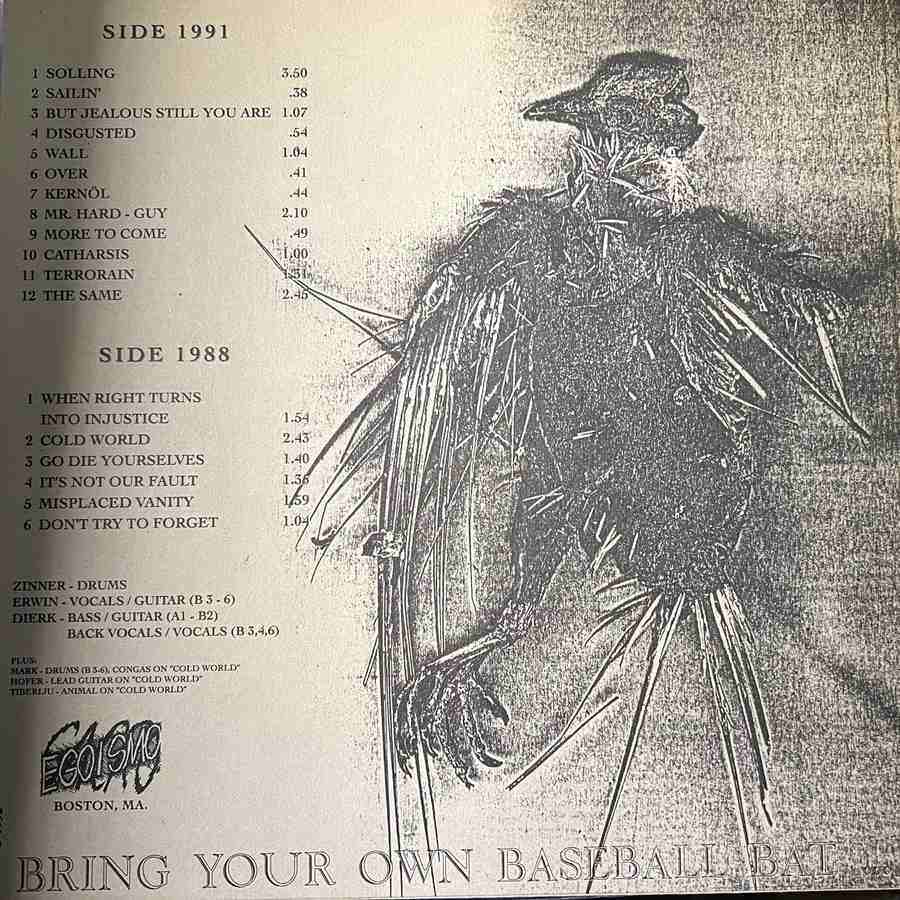 SIDE 1991
1 SOLLING 3.50
2 SAILIN' .38
3 BUT JEALOUS STILL YOU ARE 1.07
4 DISGUSTED .54
5 WALL 1.04
6 OVER .41
7 KERNÖL .44
8 MR. HARD - GUY 2.10
9 MORE TO COME .49
10 CATHARSIS 1.00
11 TERRORAIN 1.31
12 THE SAME 2.45
SIDE 1988
1 WHEN RIGHT TURNS
INTO INJUSTICE 1.54
2 COLD WORLD 2.43
3 GO DIE YOURSELVES 1.40
4 IT'S NOT OUR FAULT 1.36
5 MISPLACED VANITY 1.59
6 DON'T TRY TO FORGET 1.04
ZINNER - DRUMS
ERWIN - VOCALS / GUITAR (B 3 - 6)
DIERK - BASS / GUITAR (A1 - B2)
BACK VOCALS / VOCALS (B 3,4,6)
PLUS:
MARK - DRUMS (B 3-6), CONGAS ON "COLD WORLD"
HOFER - LEAD GUITAR ON "COLD WORLD"
TIBERIJU - ANIMAL ON "COLD WORLD"
EGOISMO
BOSTON, MA.
BRING YOUR OWN BASEBALL BAT